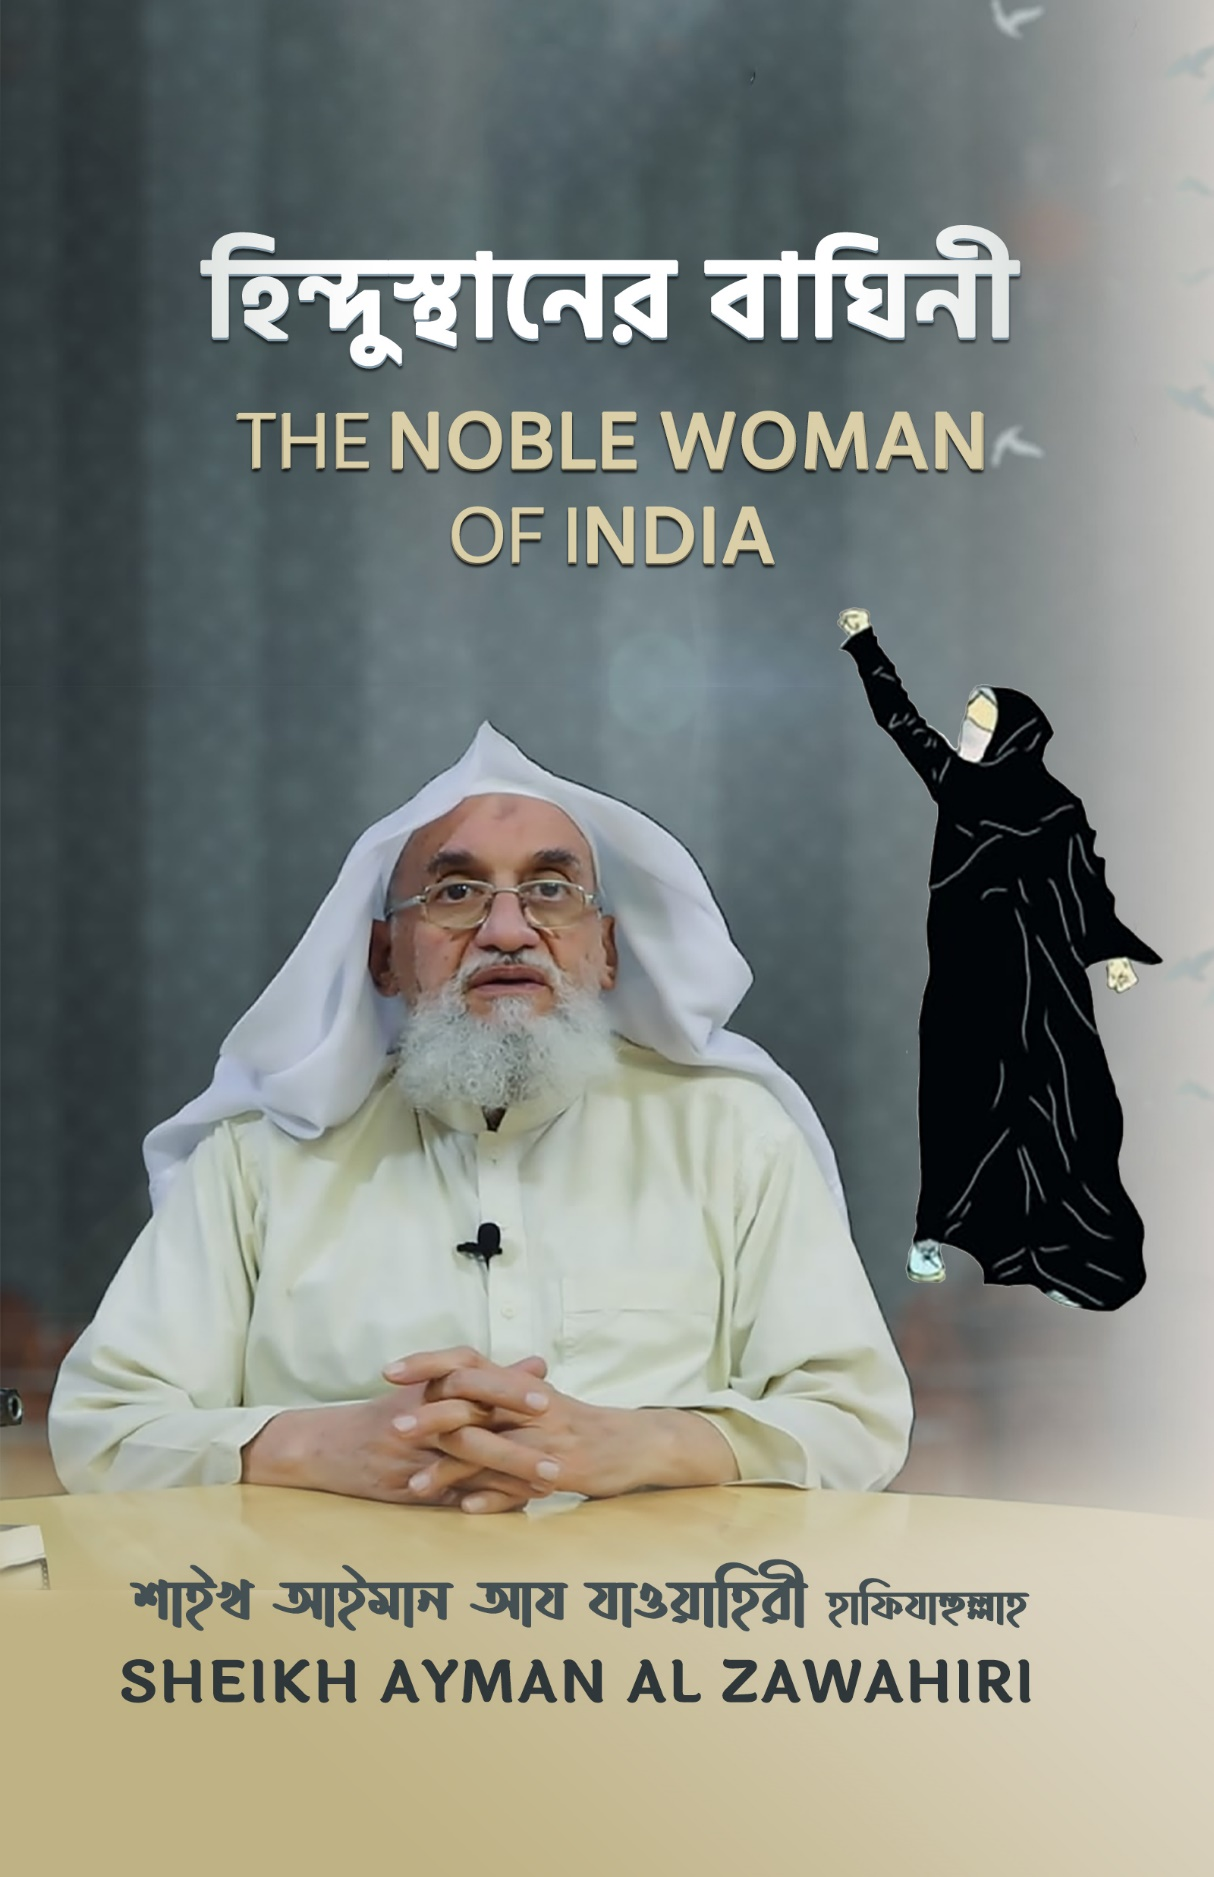 হিন্দুস্থানের বাঘিনী
THE NOBLE WOMAN
OF INDIA
শাইখ আইমান আয যাওয়াহিরী হাফিযাহুল্লাহ
SHEIKH AYMAN AL ZAWAHIRI